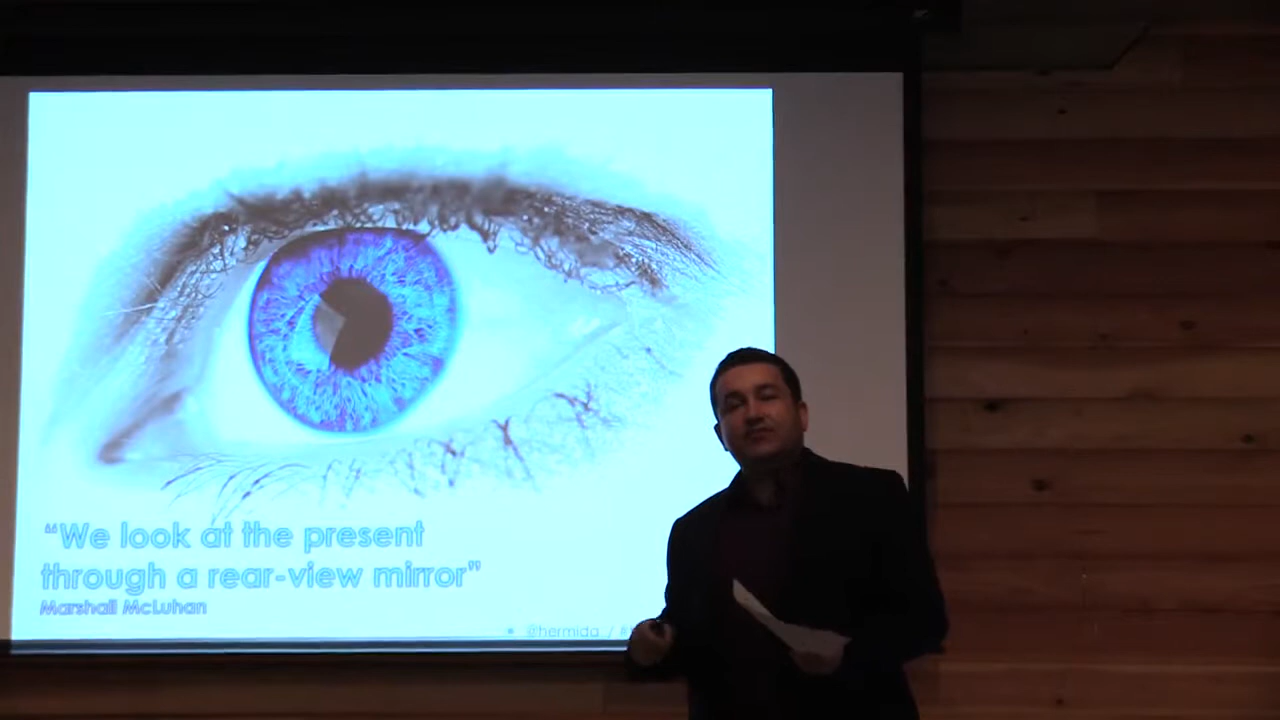 “We look at the present
through a rear-view mirror”
Marshall McLuhan
@hermida / #